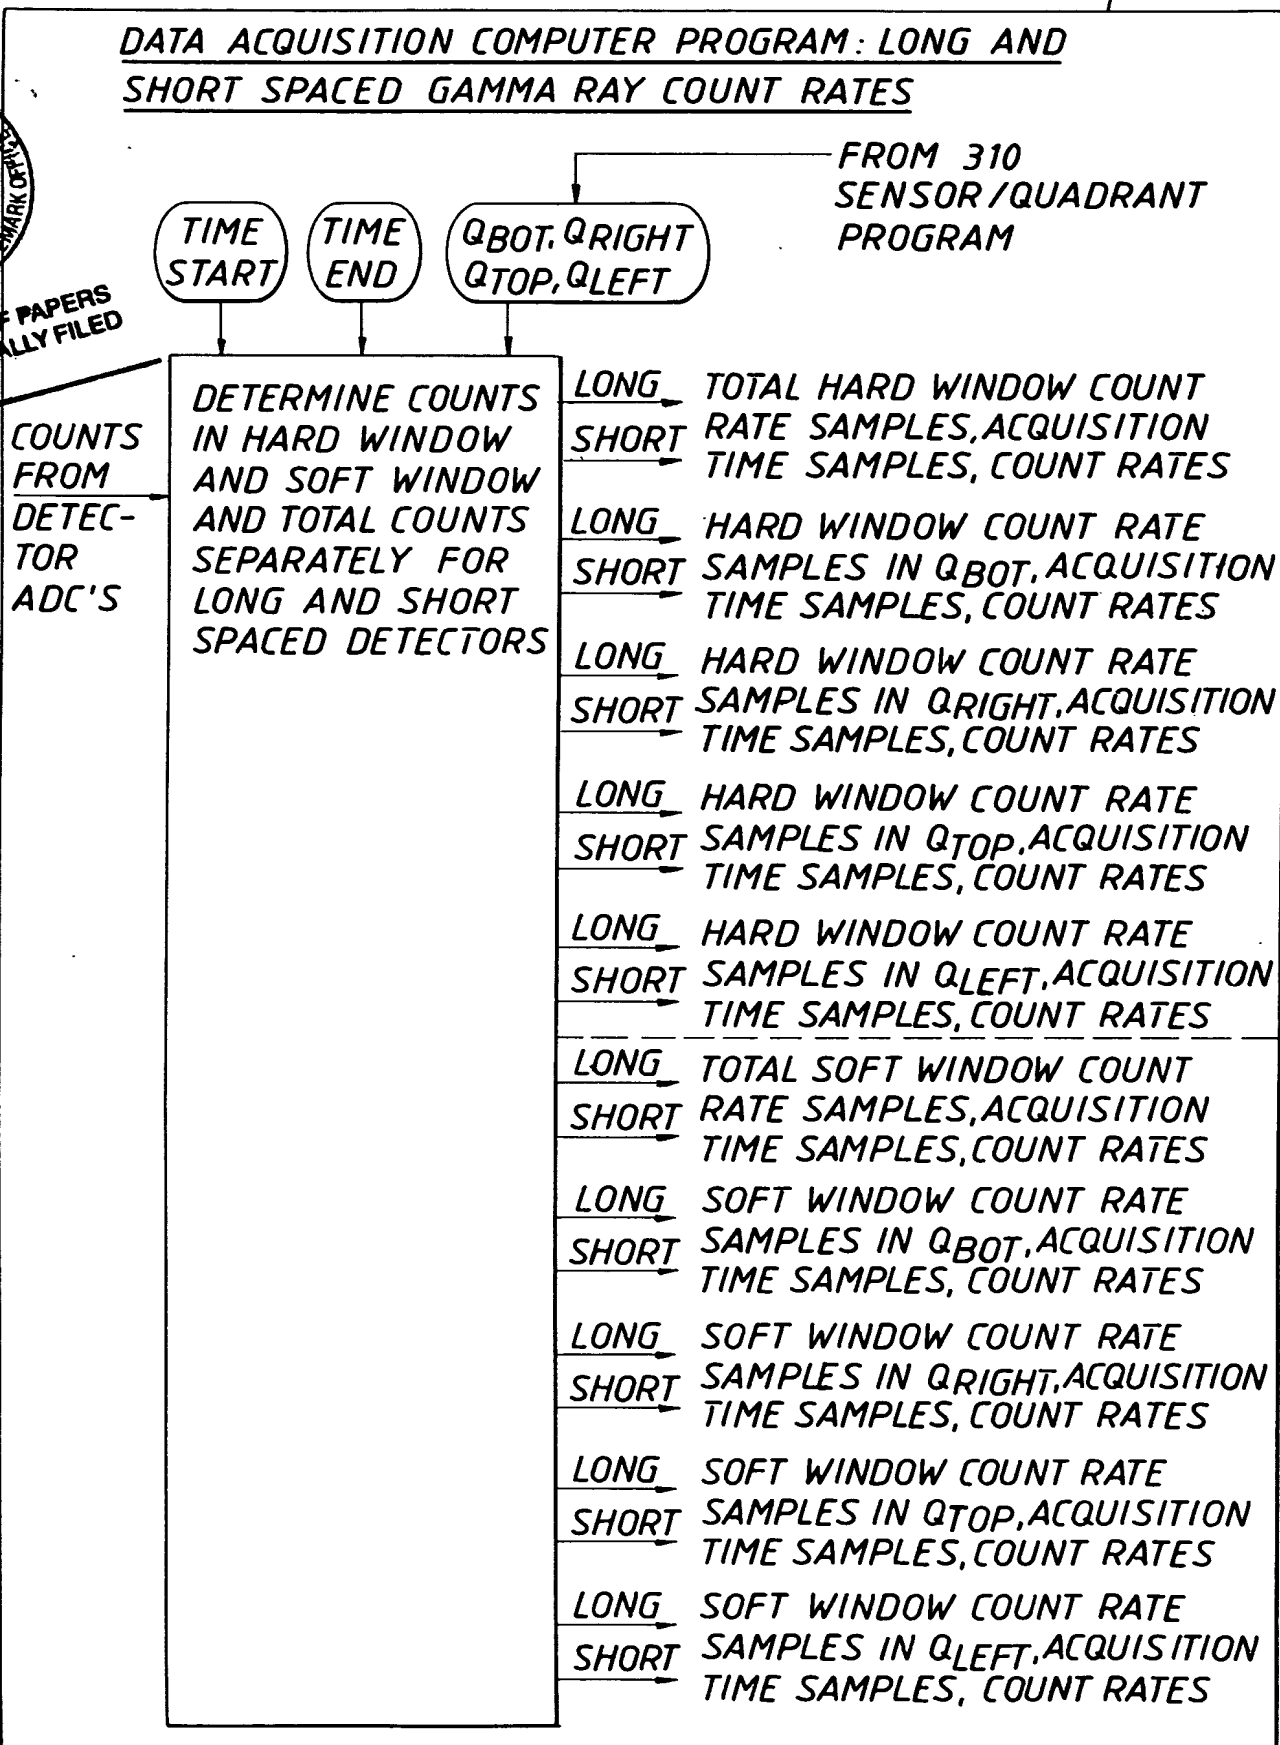 DATA ACQUISITION COMPUTER PROGRAM: LONG AND
SHORT SPACED GAMMA RAY COUNT RATES
MARK OFFI
F PAPERS
ALLY FILED
FROM 310
SENSOR/QUADRANT
PROGRAM
TIME
START
TIME
END
QBOT, QRIGHT
QTOP, QLEFT
COUNTS
FROM
DETEC-
TOR
ADC'S
DETERMINE COUNTS
IN HARD WINDOW
AND SOFT WINDOW
AND TOTAL COUNTS
SEPARATELY FOR
LONG AND SHORT
SPACED DETECTORS
LONG TOTAL HARD WINDOW COUNT
SHORT RATE SAMPLES, ACQUISITION
TIME SAMPLES, COUNT RATES
LONG HARD WINDOW COUNT RATE
SHORT SAMPLES IN QBOT, ACQUISITION
TIME SAMPLES, COUNT RATES
LONG HARD WINDOW COUNT RATE
SHORT SAMPLES IN QRIGHT, ACQUISITION
TIME SAMPLES, COUNT RATES
LONG HARD WINDOW COUNT RATE
SHORT SAMPLES IN QTOP, ACQUISITION
TIME SAMPLES, COUNT RATES
LONG HARD WINDOW COUNT RATE
SHORT SAMPLES IN QLEFT, ACQUISITION
TIME SAMPLES, COUNT RATES
LONG TOTAL SOFT WINDOW COUNT
SHORT RATE SAMPLES, ACQUISITION
TIME SAMPLES, COUNT RATES
LONG SOFT WINDOW COUNT RATE
SHORT SAMPLES IN QBOT, ACQUISITION
TIME SAMPLES, COUNT RATES
LONG SOFT WINDOW COUNT RATE
SHORT SAMPLES IN QRIGHT, ACQUISITION
TIME SAMPLES, COUNT RATES
LONG SOFT WINDOW COUNT RATE
SHORT SAMPLES IN QTOP, ACQUISITION
TIME SAMPLES, COUNT RATES
LONG SOFT WINDOW COUNT RATE
SHORT SAMPLES IN QLEFT, ACQUISITION
TIME SAMPLES, COUNT RATES